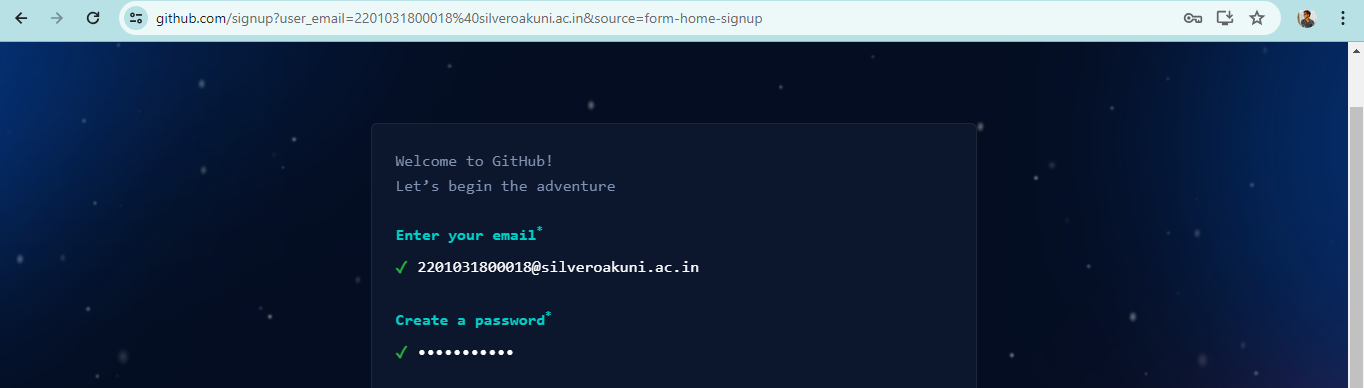 github.com/signup?user_email=2201031800018%40silveroakuni.ac.in&source=form-home-signup
Welcome to GitHub!
Let’s begin the adventure
Enter your email*
✓ 2201031800018@silveroakuni.ac.in
Create a password*
✓ •••••••••••